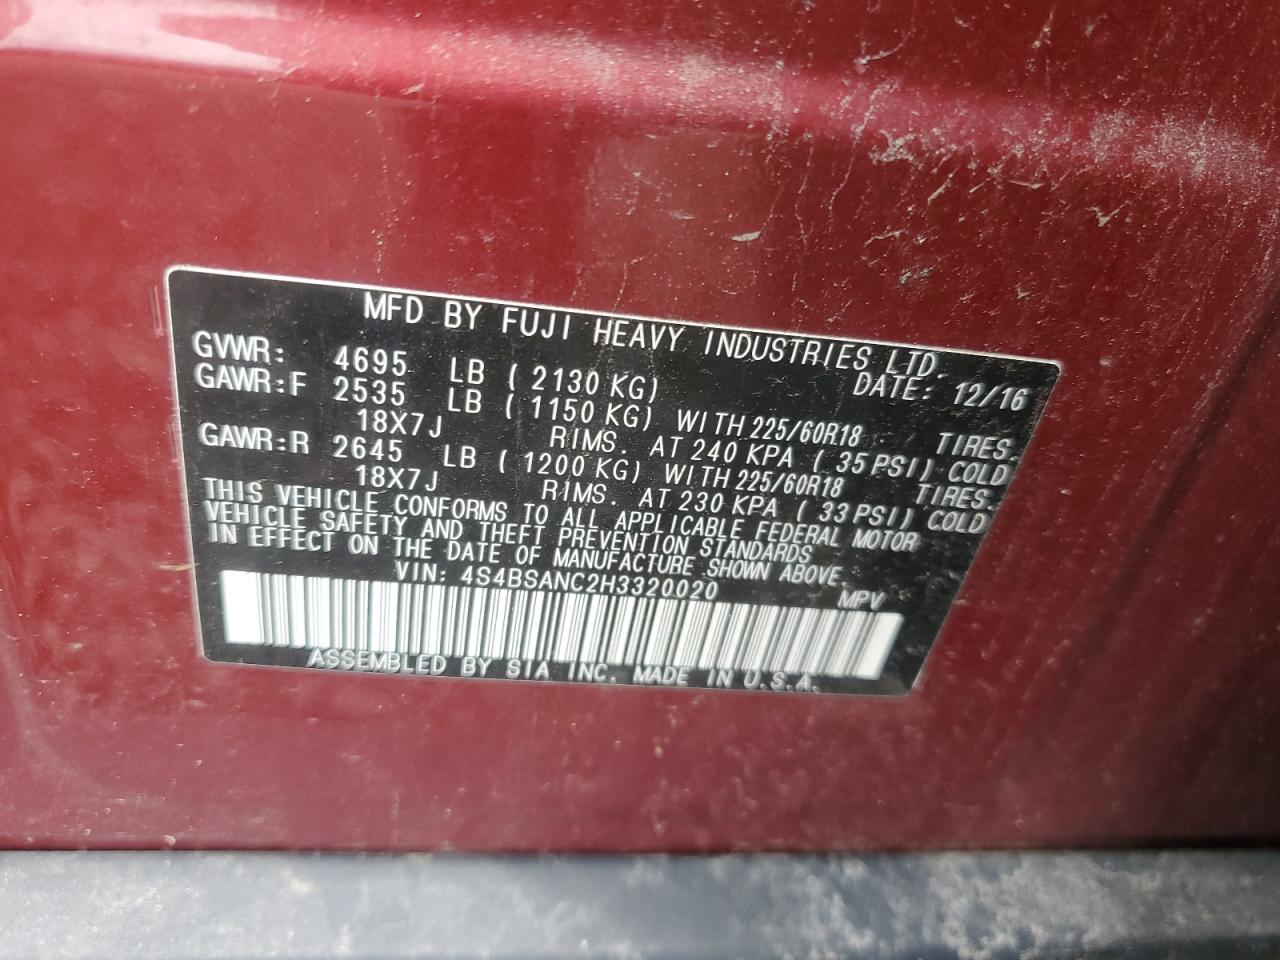 MFD BY FUJI HEAVY INDUSTRIES LTD.
DATE: 12/16
GVWR: 4695 LB ( 2130 KG)
GAWR:F 2535 LB ( 1150 KG) WITH 225/60R18 TIRES.
18X7J RIMS. AT 240 KPA ( 35 PSI) COLD
GAWR:R 2645 LB ( 1200 KG) WITH 225/60R18 TIRES.
18X7J RIMS. AT 230 KPA ( 33 PSI) COLD
THIS VEHICLE CONFORMS TO ALL APPLICABLE FEDERAL MOTOR
VEHICLE SAFETY AND THEFT PREVENTION STANDARDS
IN EFFECT ON THE DATE OF MANUFACTURE SHOWN ABOVE.
VIN: 4S4BSANC2H3320020 MPV
ASSEMBLED BY SIA INC. MADE IN U.S.A.